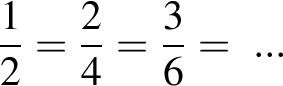 1/2 = 2/4 = 3/6 = ...